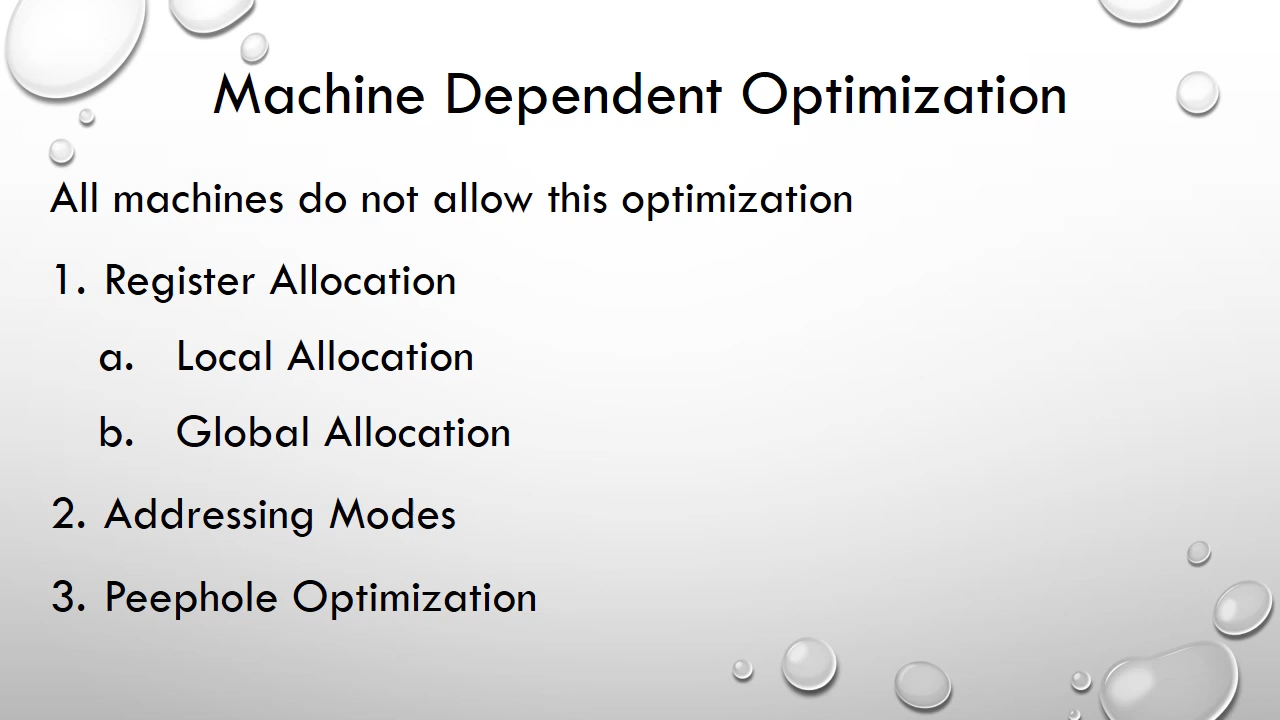 Machine Dependent Optimization
All machines do not allow this optimization
1. Register Allocation
a. Local Allocation
b. Global Allocation
2. Addressing Modes
3. Peephole Optimization